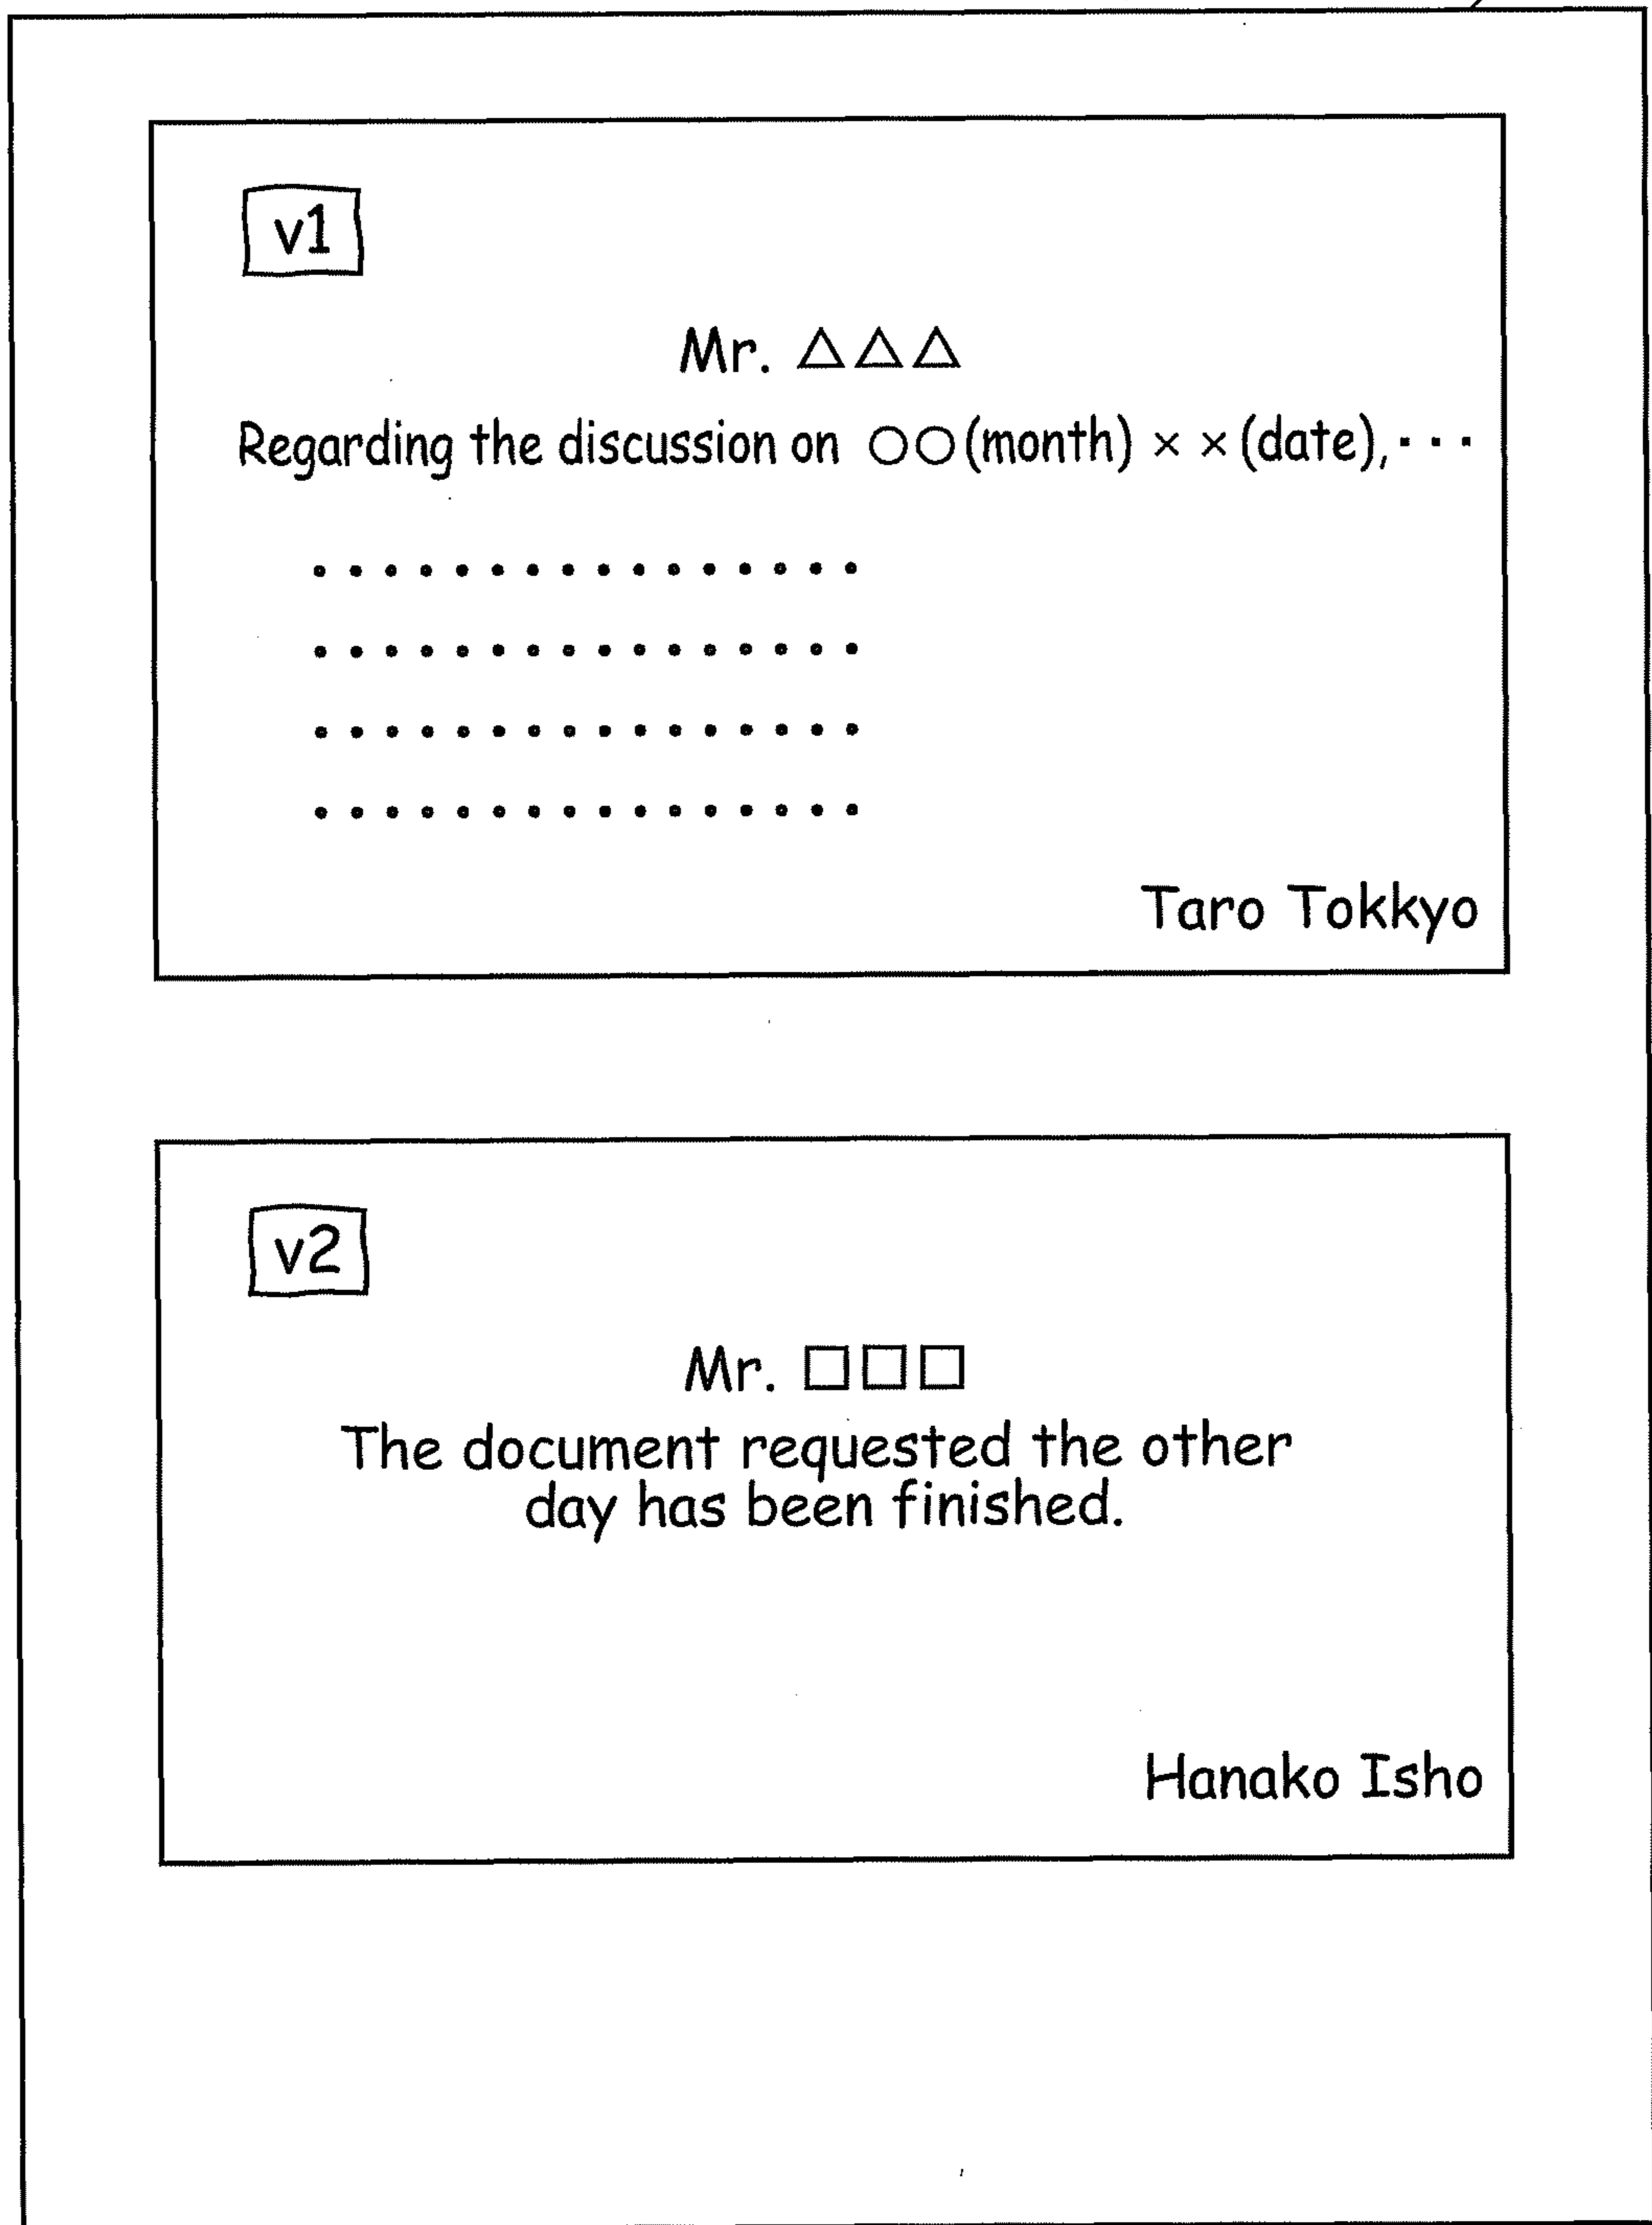 v1
Mr. △△△
Regarding the discussion on ○○(month) × ×(date),・・・
・・・・・・・・・・・・・・・・
・・・・・・・・・・・・・・・・
・・・・・・・・・・・・・・・・
・・・・・・・・・・・・・・・・
Taro Tokkyo
v2
Mr. □□□
The document requested the other
day has been finished.
Hanako Isho